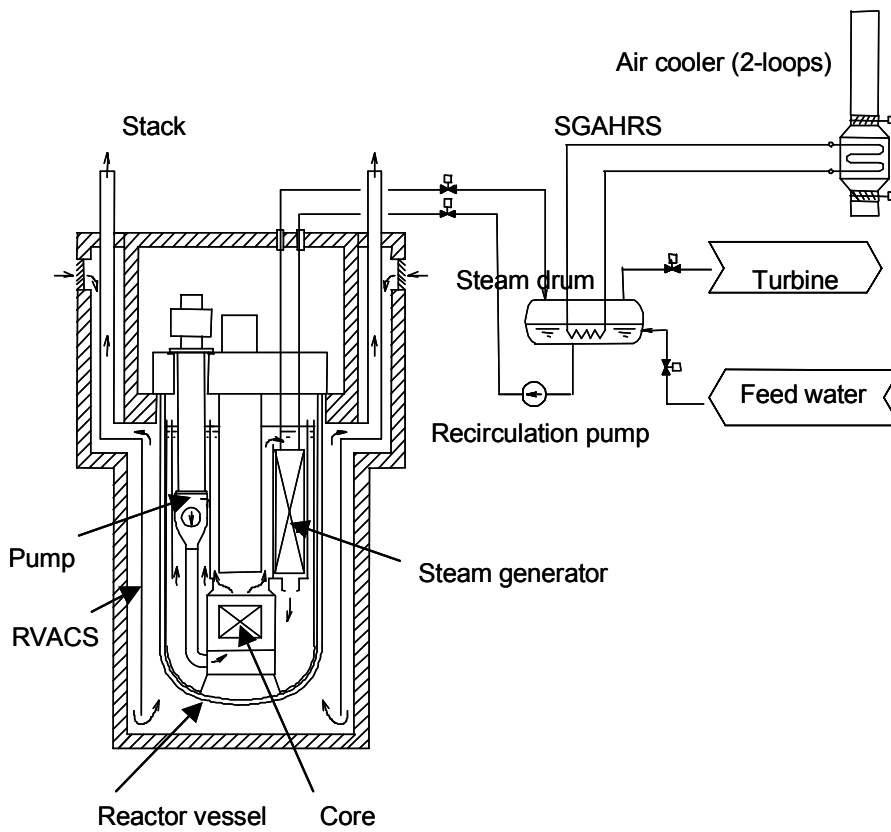 Air cooler (2-loops)
Stack
SGAHRS
Steam drum
Turbine
Feed water
Recirculation pump
Pump
Steam generator
RVACS
Reactor vessel
Core